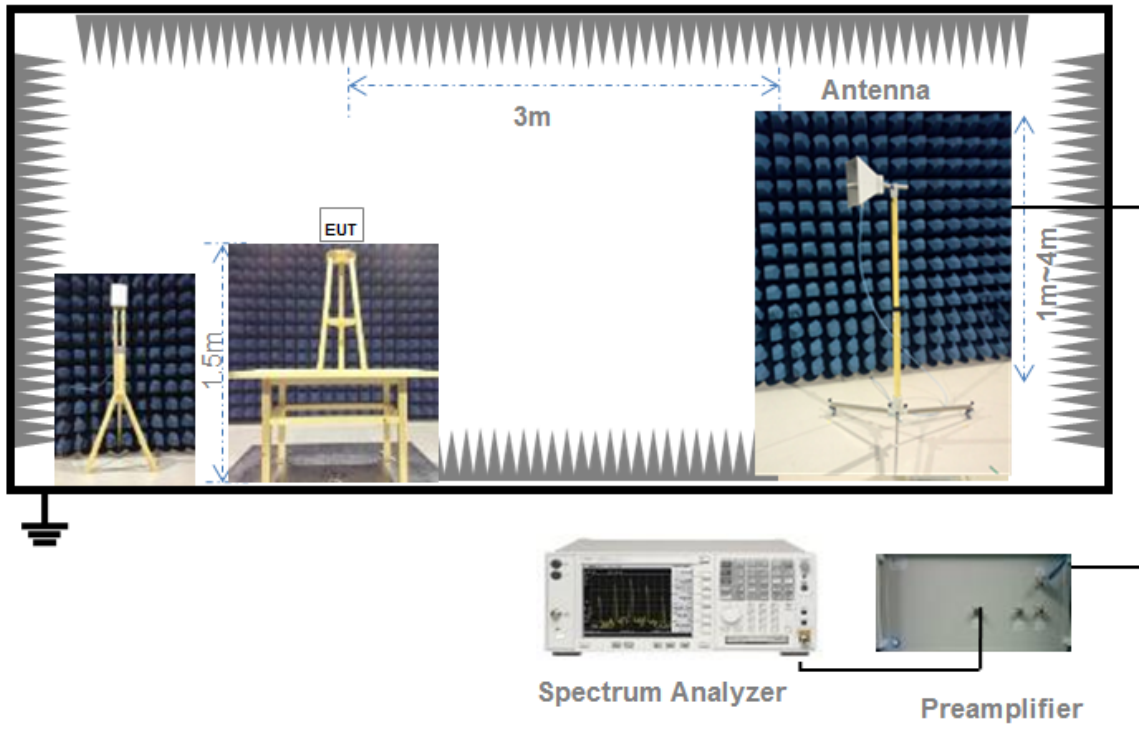 Antenna
3m
EUT
1.5m
1m~4m
Spectrum Analyzer
Preamplifier